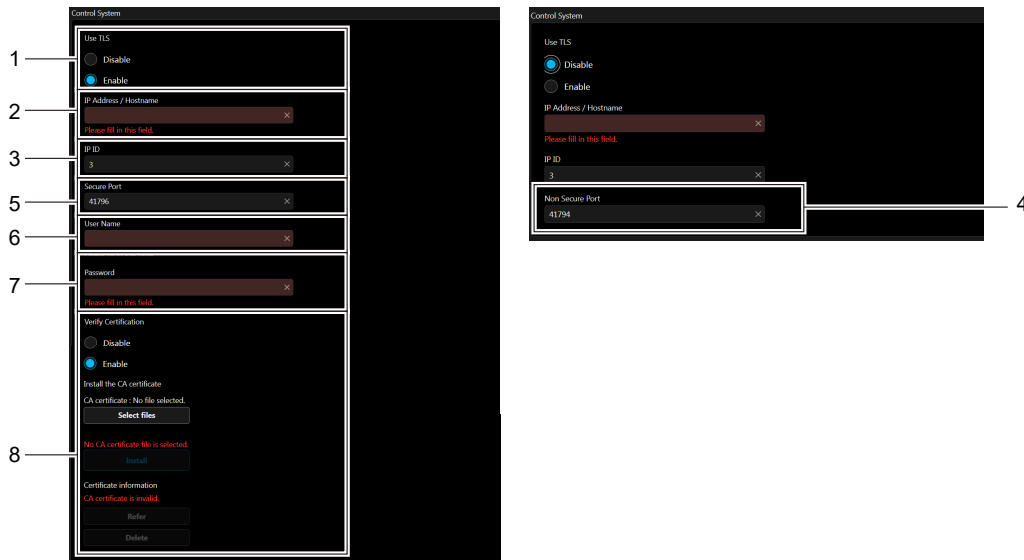 Control System
1
Use TLS
Disable
Enable
2
IP Address / Hostname
×
Please fill in this field.
3
IP ID
3 ×
5
Secure Port
41796 ×
6
User Name
×
7
Password
×
Please fill in this field.
8
Verify Certification
Disable
Enable
Install the CA certificate
CA certificate : No file selected.
Select files
No CA certificate file is selected.
Install
Certificate information
CA certificate is invalid.
Refer
Delete
Control System
Use TLS
Disable
Enable
IP Address / Hostname
×
Please fill in this field.
IP ID
3 ×
4
Non Secure Port
41794 ×